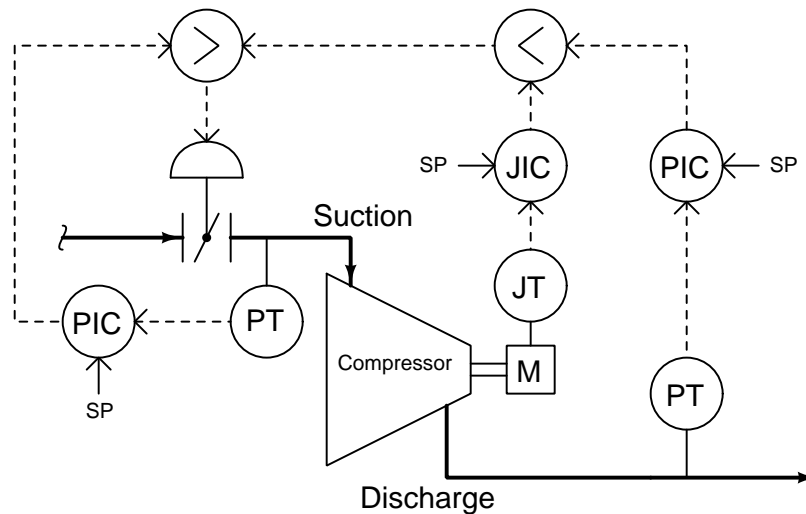 >
<
SP
JIC
PIC
SP
Suction
JT
PIC
PT
Compressor
M
PT
SP
Discharge